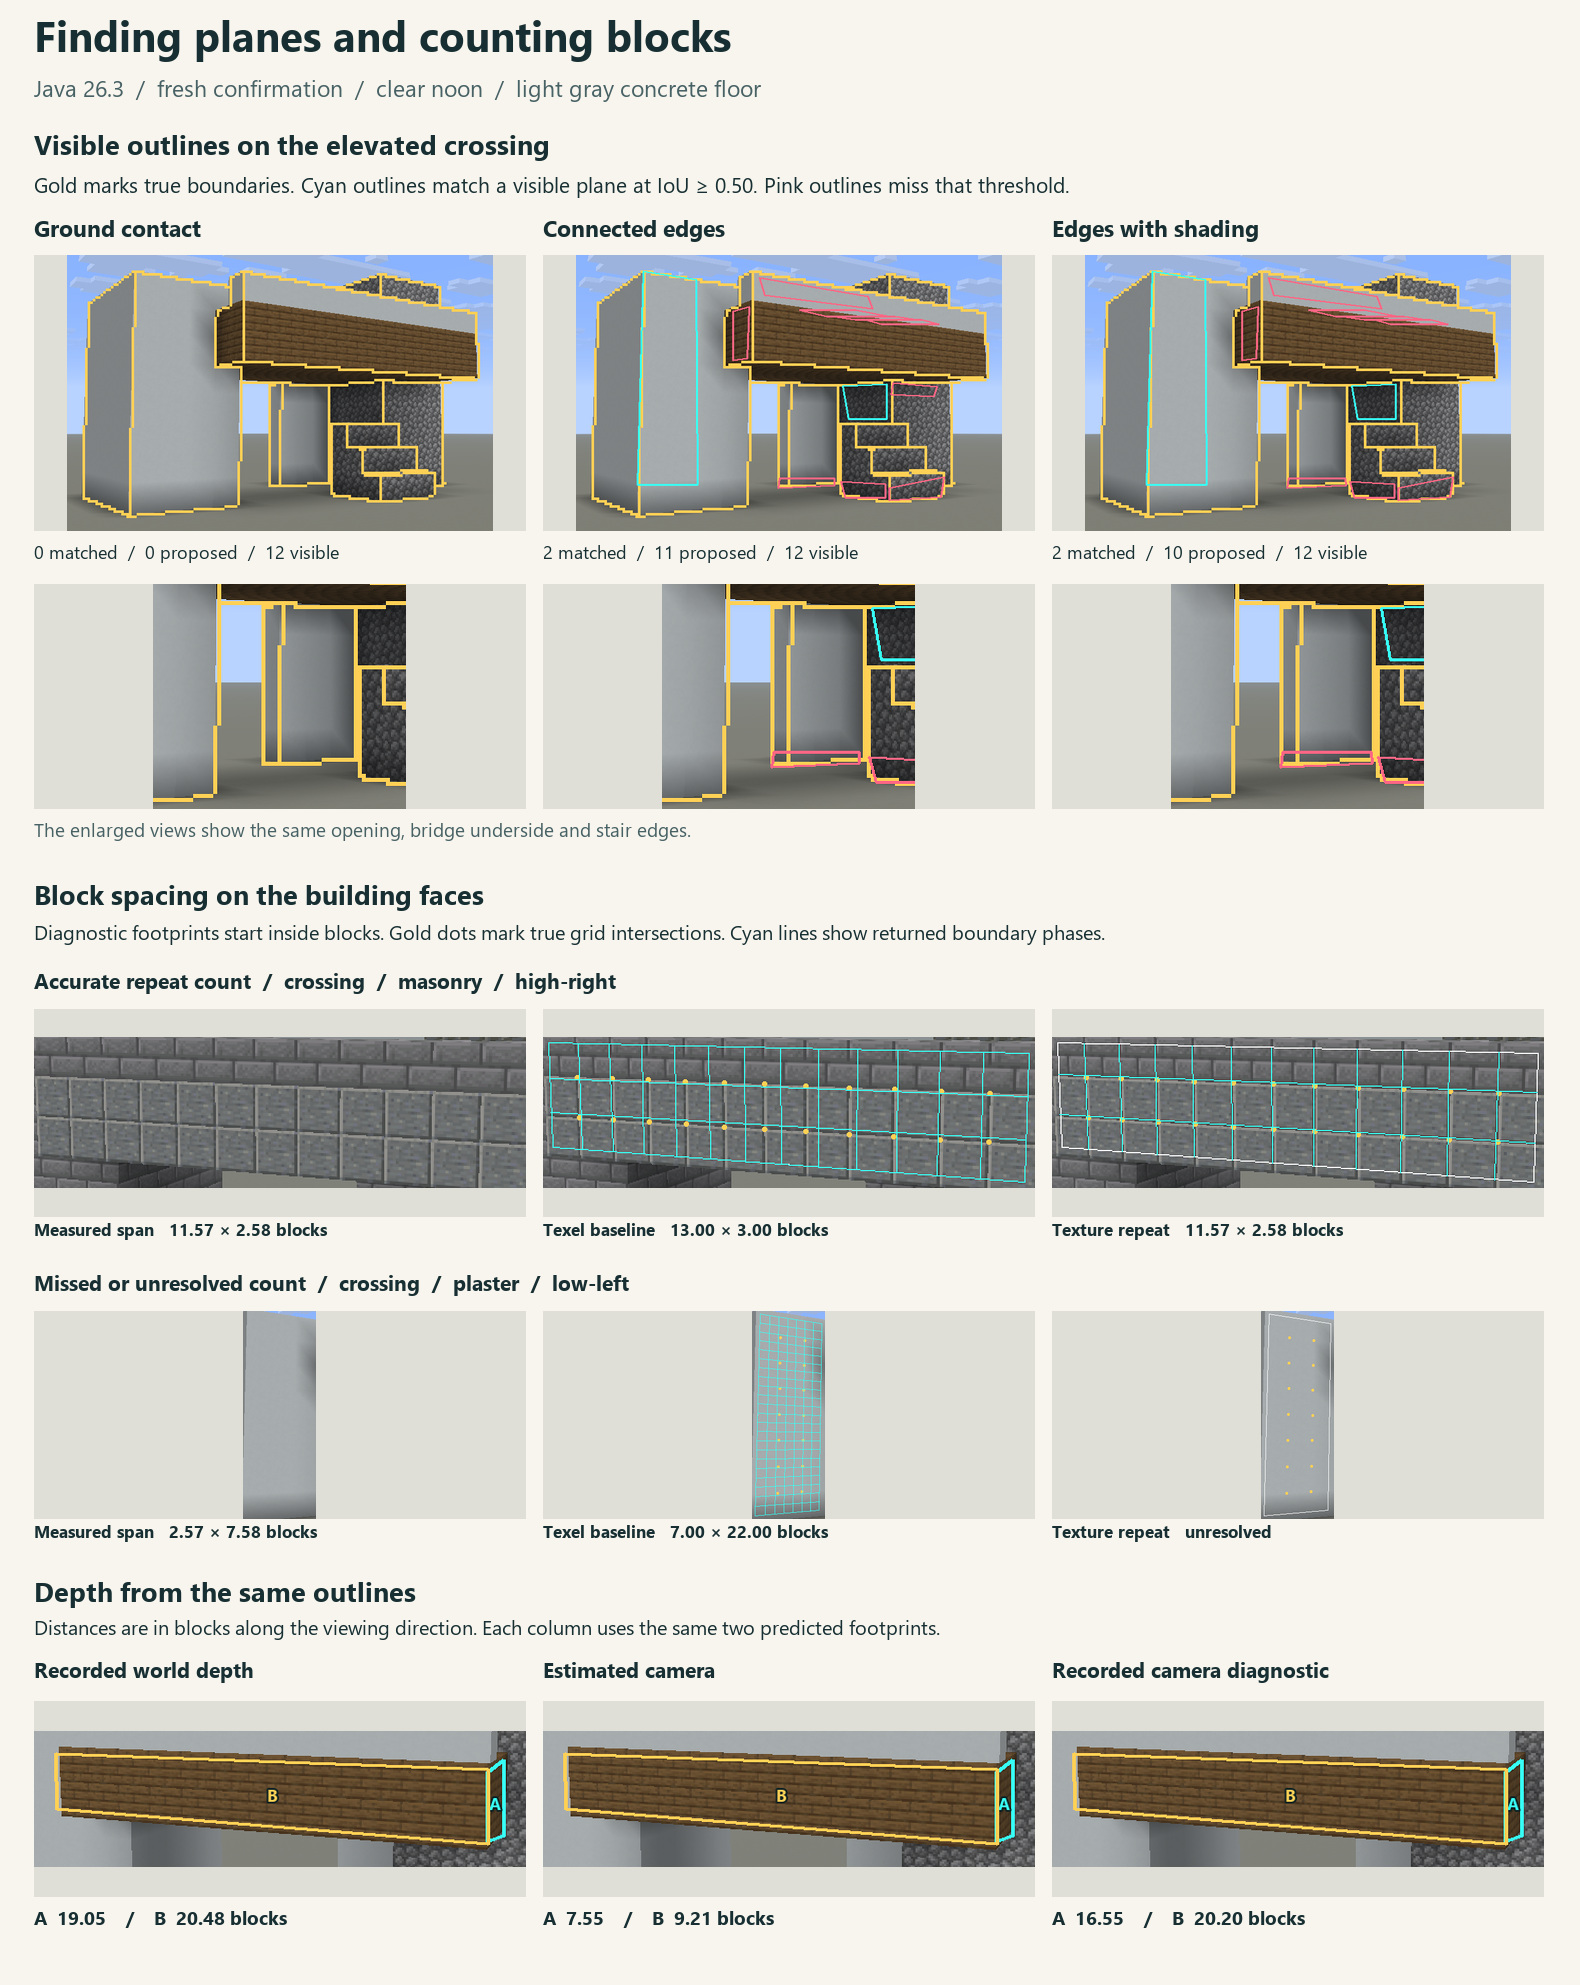 Finding planes and counting blocks
Java 26.3 / fresh confirmation / clear noon / light gray concrete floor
Visible outlines on the elevated crossing
Gold marks true boundaries. Cyan outlines match a visible plane at IoU ≥ 0.50. Pink outlines miss that threshold.
Ground contact
Connected edges
Edges with shading
0 matched / 0 proposed / 12 visible
2 matched / 11 proposed / 12 visible
2 matched / 10 proposed / 12 visible
The enlarged views show the same opening, bridge underside and stair edges.
Block spacing on the building faces
Diagnostic footprints start inside blocks. Gold dots mark true grid intersections. Cyan lines show returned boundary phases.
Accurate repeat count / crossing / masonry / high-right
Measured span 11.57 × 2.58 blocks
Texel baseline 13.00 × 3.00 blocks
Texture repeat 11.57 × 2.58 blocks
Missed or unresolved count / crossing / plaster / low-left
Measured span 2.57 × 7.58 blocks
Texel baseline 7.00 × 22.00 blocks
Texture repeat unresolved
Depth from the same outlines
Distances are in blocks along the viewing direction. Each column uses the same two predicted footprints.
Recorded world depth
Estimated camera
Recorded camera diagnostic
B
A
B
A
B
A
A 19.05 / B 20.48 blocks
A 7.55 / B 9.21 blocks
A 16.55 / B 20.20 blocks